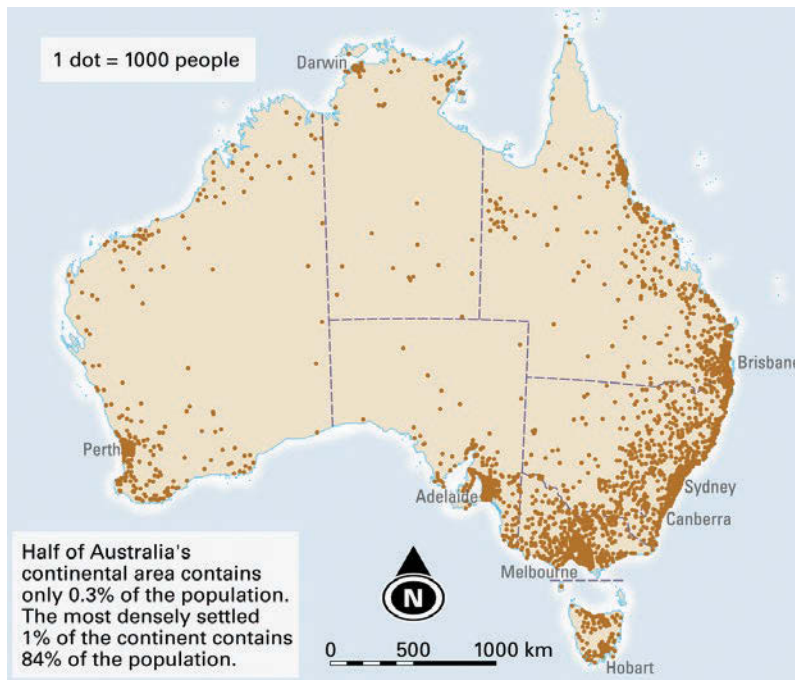 1 dot = 1000 people
Darwin
Brisbane
Perth
Adelaide
Sydney
Canberra
Melbourne
Half of Australia's
continental area contains
only 0.3% of the population.
The most densely settled
1% of the continent contains
84% of the population.
N
0 500 1000 km
Hobart